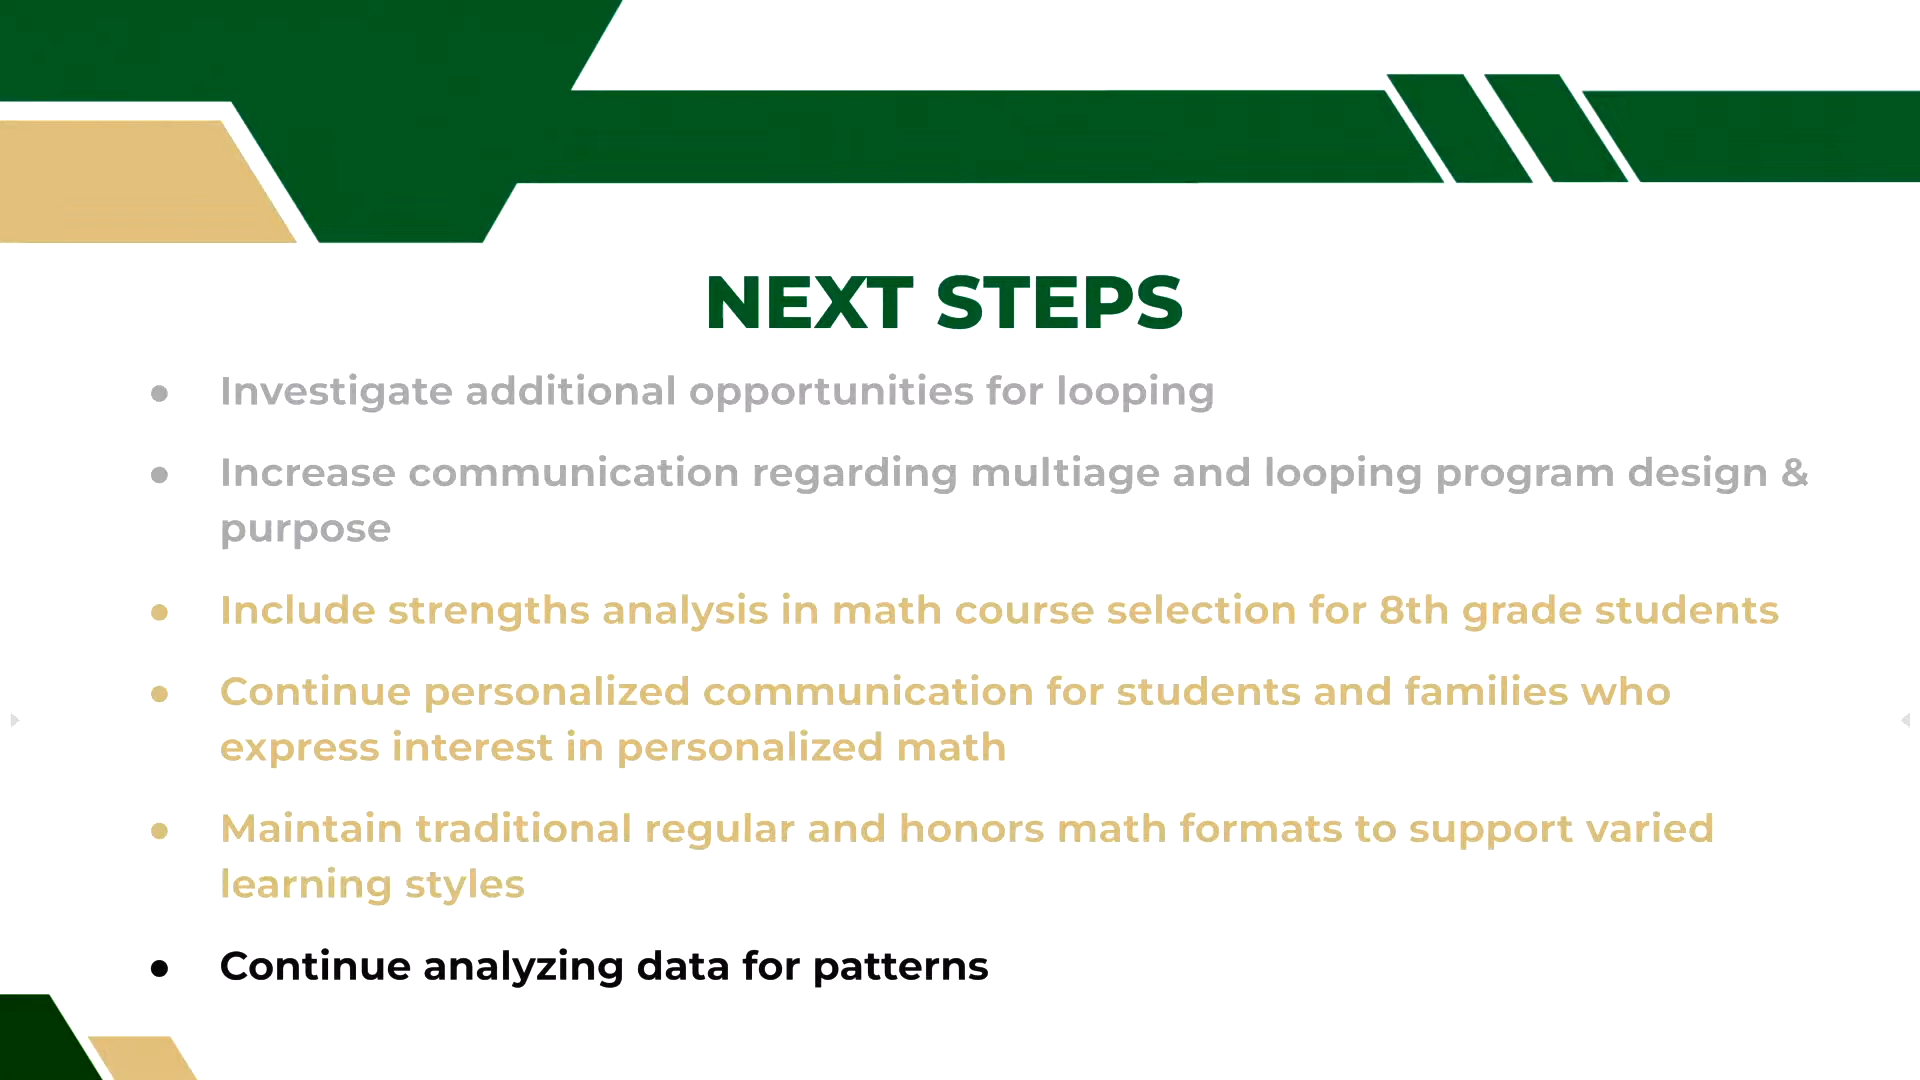 NEXT STEPS
● Investigate additional opportunities for looping
● Increase communication regarding multiage and looping program design &
purpose
● Include strengths analysis in math course selection for 8th grade students
● Continue personalized communication for students and families who
express interest in personalized math
● Maintain traditional regular and honors math formats to support varied
learning styles
● Continue analyzing data for patterns